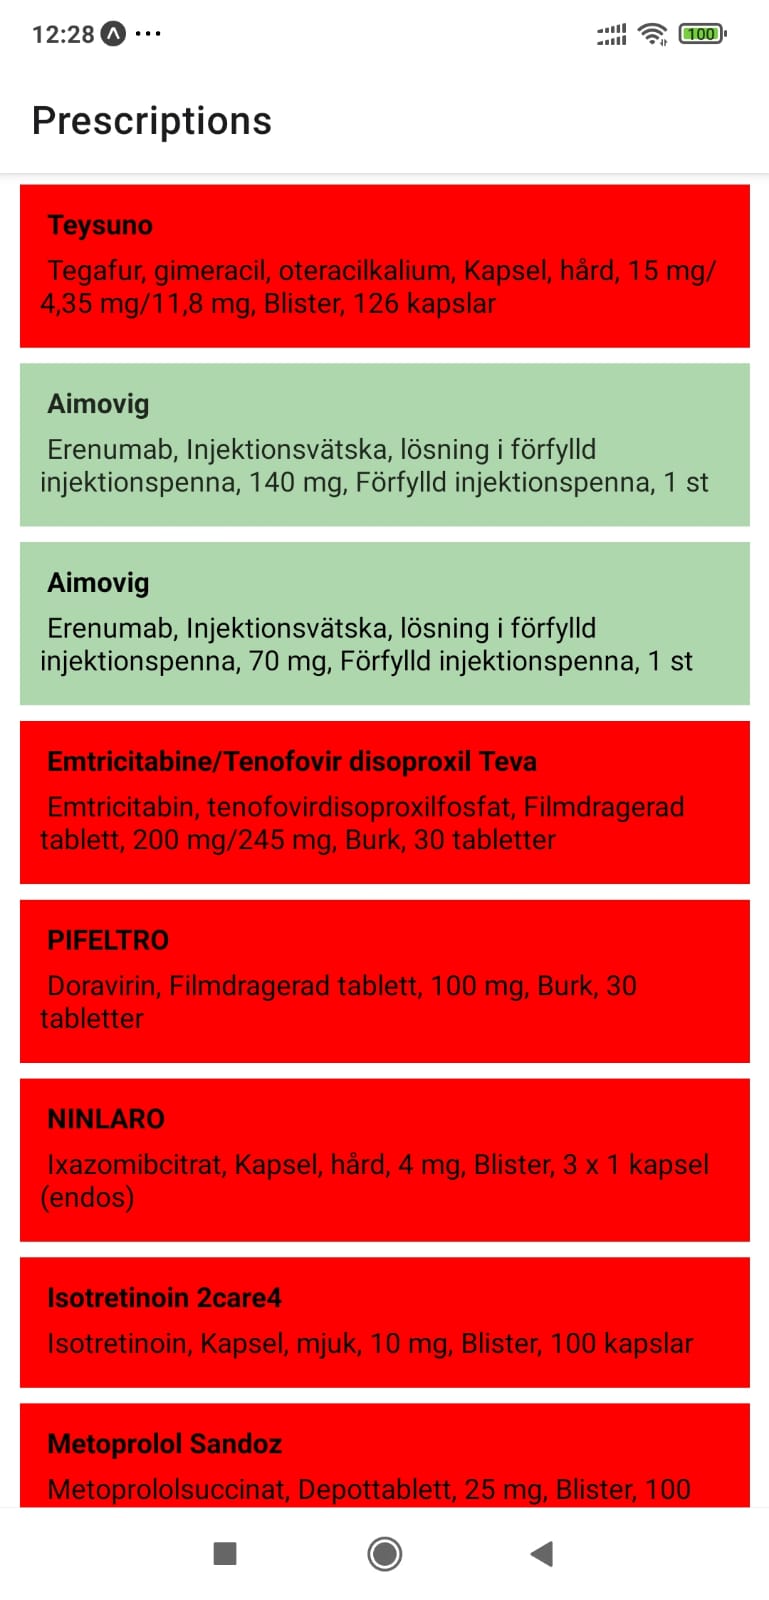 12:28
100
Prescriptions
Teysuno
Tegafur, gimeracil, oteracilkalium, Kapsel, hård, 15 mg/
4,35 mg/11,8 mg, Blister, 126 kapslar
Aimovig
Erenumab, Injektionsvätska, lösning i förfylld
injektionspenna, 140 mg, Förfylld injektionspenna, 1 st
Aimovig
Erenumab, Injektionsvätska, lösning i förfylld
injektionspenna, 70 mg, Förfylld injektionspenna, 1 st
Emtricitabine/Tenofovir disoproxil Teva
Emtricitabin, tenofovirdisoproxilfosfat, Filmdragerad
tablett, 200 mg/245 mg, Burk, 30 tabletter
PIFELTRO
Doravirin, Filmdragerad tablett, 100 mg, Burk, 30
tabletter
NINLARO
Ixazomibcitrat, Kapsel, hård, 4 mg, Blister, 3 x 1 kapsel
(endos)
Isotretinoin 2care4
Isotretinoin, Kapsel, mjuk, 10 mg, Blister, 100 kapslar
Metoprolol Sandoz
Metoprololsuccinat, Depottablett, 25 mg, Blister, 100